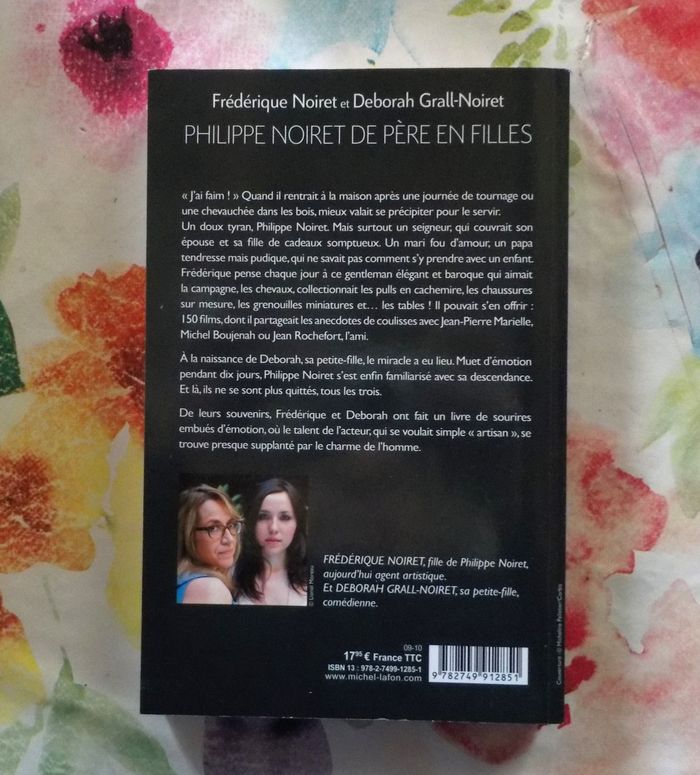 Frédérique Noiret et Deborah Grall-Noiret
PHILIPPE NOIRET DE PÈRE EN FILLES
« J'ai faim ! » Quand il rentrait à la maison après une journée de tournage ou
une chevauchée dans les bois, mieux valait se précipiter pour le servir.
Un doux tyran, Philippe Noiret. Mais surtout un seigneur, qui couvrait son
épouse et sa fille de cadeaux somptueux. Un mari fou d'amour, un papa
tendresse mais pudique, qui ne savait pas comment s'y prendre avec un enfant.
Frédérique pense chaque jour à ce gentleman élégant et baroque qui aimait
la campagne, les chevaux, collectionnait les pulls en cachemire, les chaussures
sur mesure, les grenouilles miniatures et… les tables ! Il pouvait s'en offrir :
150 films, dont il partageait les anecdotes de coulisses avec Jean-Pierre Marielle,
Michel Boujenah ou Jean Rochefort, l'ami.
À la naissance de Deborah, sa petite-fille, le miracle a eu lieu. Muet d'émotion
pendant dix jours, Philippe Noiret s'est enfin familiarisé avec sa descendance.
Et là, ils ne se sont plus quittés, tous les trois.
De leurs souvenirs, Frédérique et Deborah ont fait un livre de sourires
embués d'émotion, où le talent de l'acteur, qui se voulait simple « artisan », se
trouve presque supplanté par le charme de l'homme.
© Lionel Moreau
FRÉDÉRIQUE NOIRET, fille de Philippe Noiret,
aujourd'hui agent artistique.
Et DEBORAH GRALL-NOIRET, sa petite-fille,
comédienne.
09-10
17,95 € France TTC
ISBN 13 : 978-2-7499-1285-1
www.michel-lafon.com
9 782749 912851
Couverture : © Micheline Pelletier/Corbis